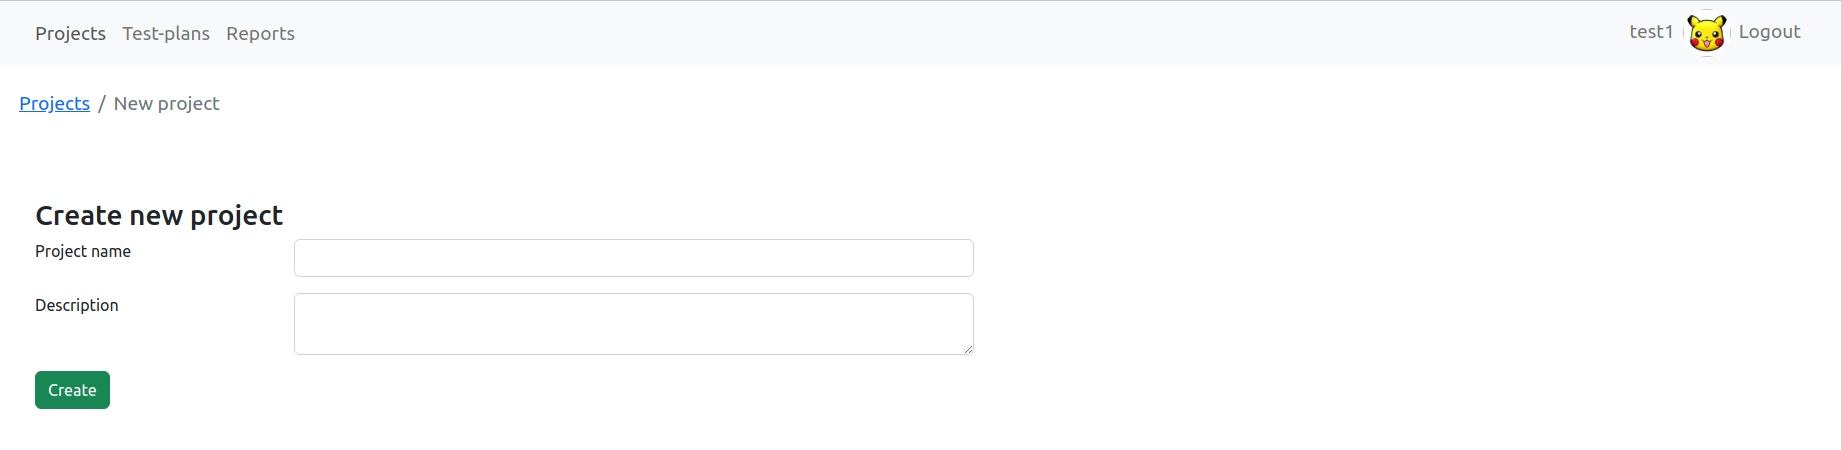 Projects Test-plans Reports test1 Logout
Projects / New project
Create new project
Project name
Description
Create